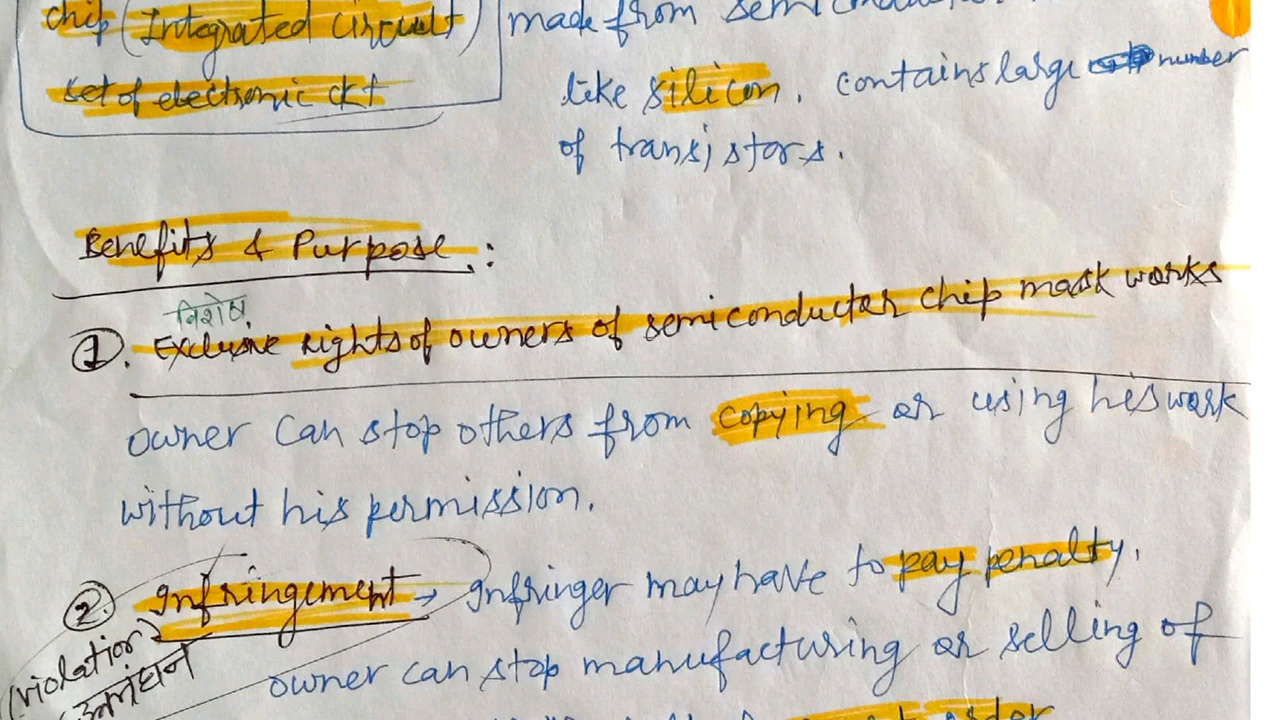 chip (Integrated Circuit) made from
set of electronic ckt
like silicon, contains large number
of transistors.
Benefits & Purpose :
विशेष
①. Exclusive rights of owners of semiconductor chip mask works
owner can stop others from copying or using his work
without his permission.
② Infringement → Infringer may have to pay penalty.
(violation)
owner can stop manufacturing or selling of
order